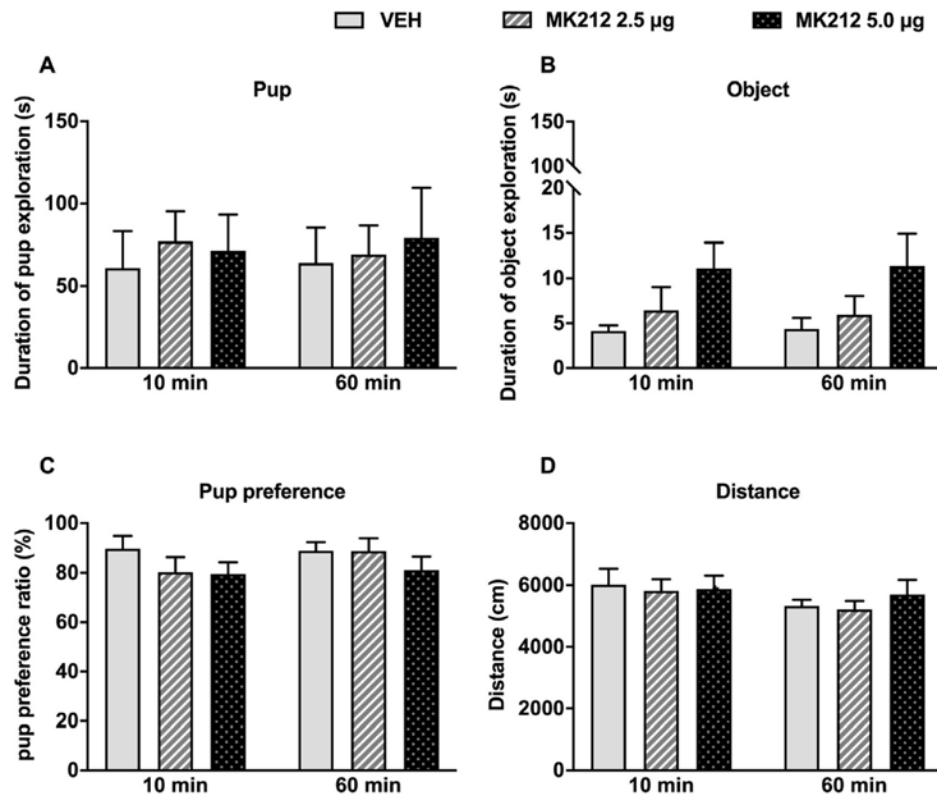 VEH MK212 2.5 µg MK212 5.0 µg
A
Pup
Duration of pup exploration (s)
150
100
50
0
10 min 60 min
B
Object
Duration of object exploration (s)
150
100
20
15
10
5
0
10 min 60 min
C
Pup preference
pup preference ratio (%)
100
80
60
40
20
0
10 min 60 min
D
Distance
Distance (cm)
8000
6000
4000
2000
0
10 min 60 min